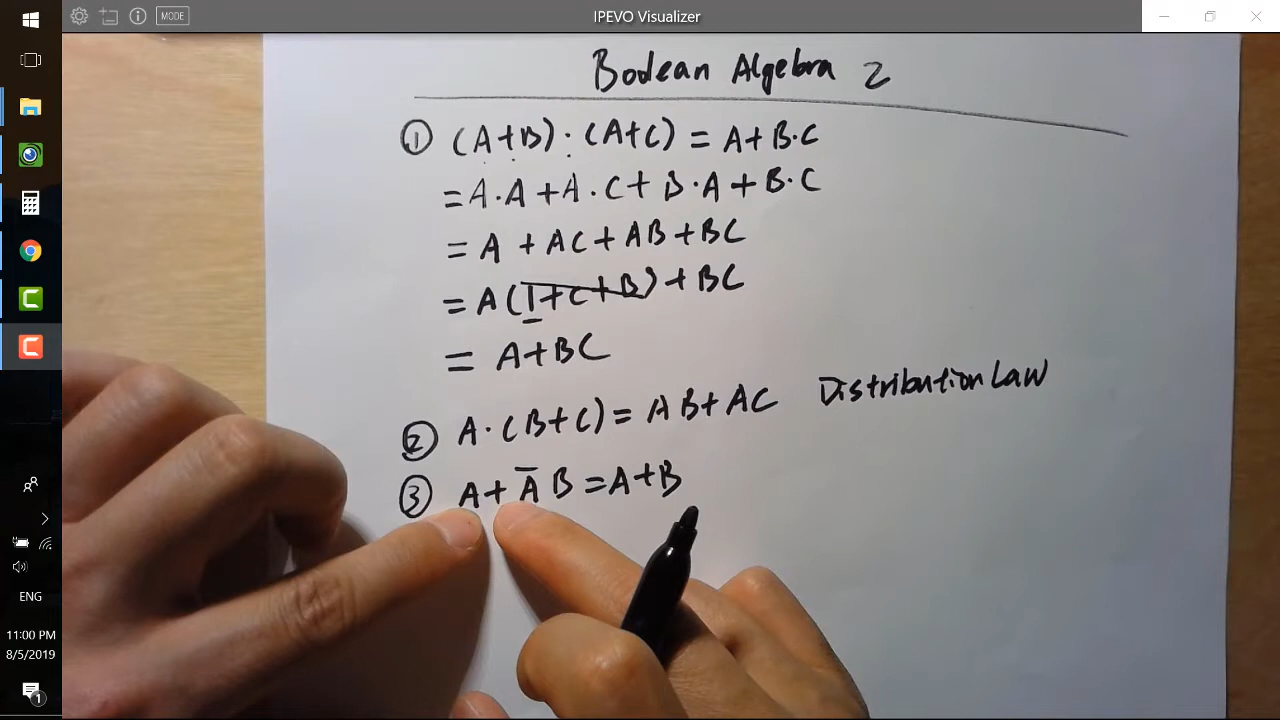 MODE
IPEVO Visualizer
Boolean Algebra 2
① (A+B)·(A+C) = A+B·C
=A·A+A·C+B·A+B·C
= A + AC+AB+BC
= A(1+C+B)+BC
= A+BC
② A·(B+C)= AB+AC Distribution Law
③ A+A̅B=A+B
ENG
11:00 PM
8/5/2019
1